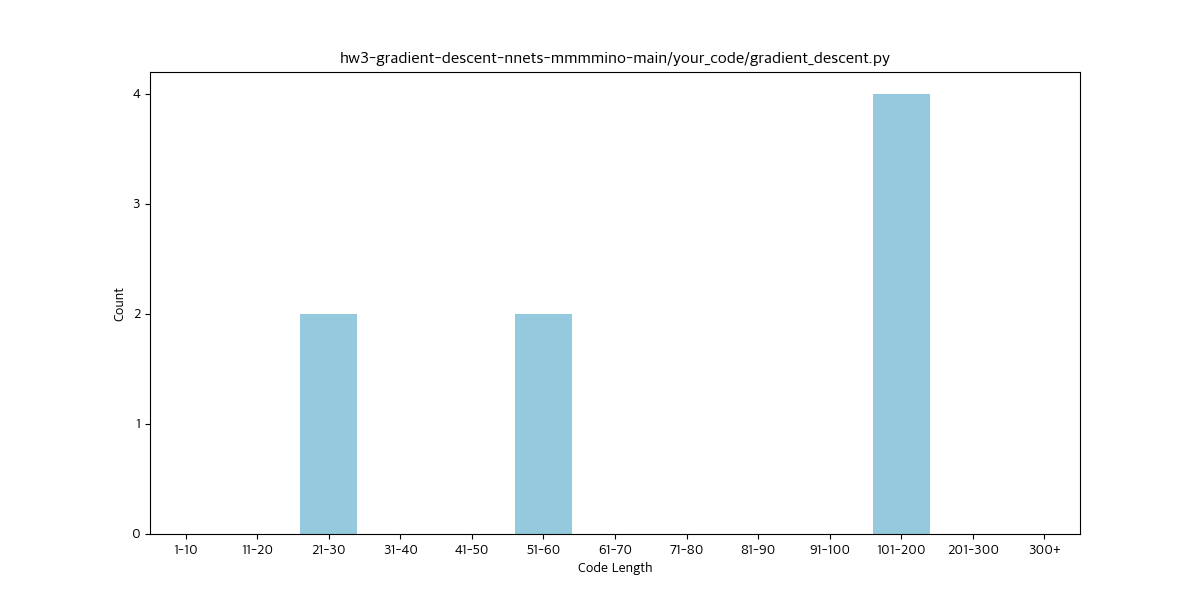 hw3-gradient-descent-nnets-mmmmino-main/your_code/gradient_descent.py
4
3
2
1
0
Count
1-10 11-20 21-30 31-40 41-50 51-60 61-70 71-80 81-90 91-100 101-200 201-300 300+
Code Length